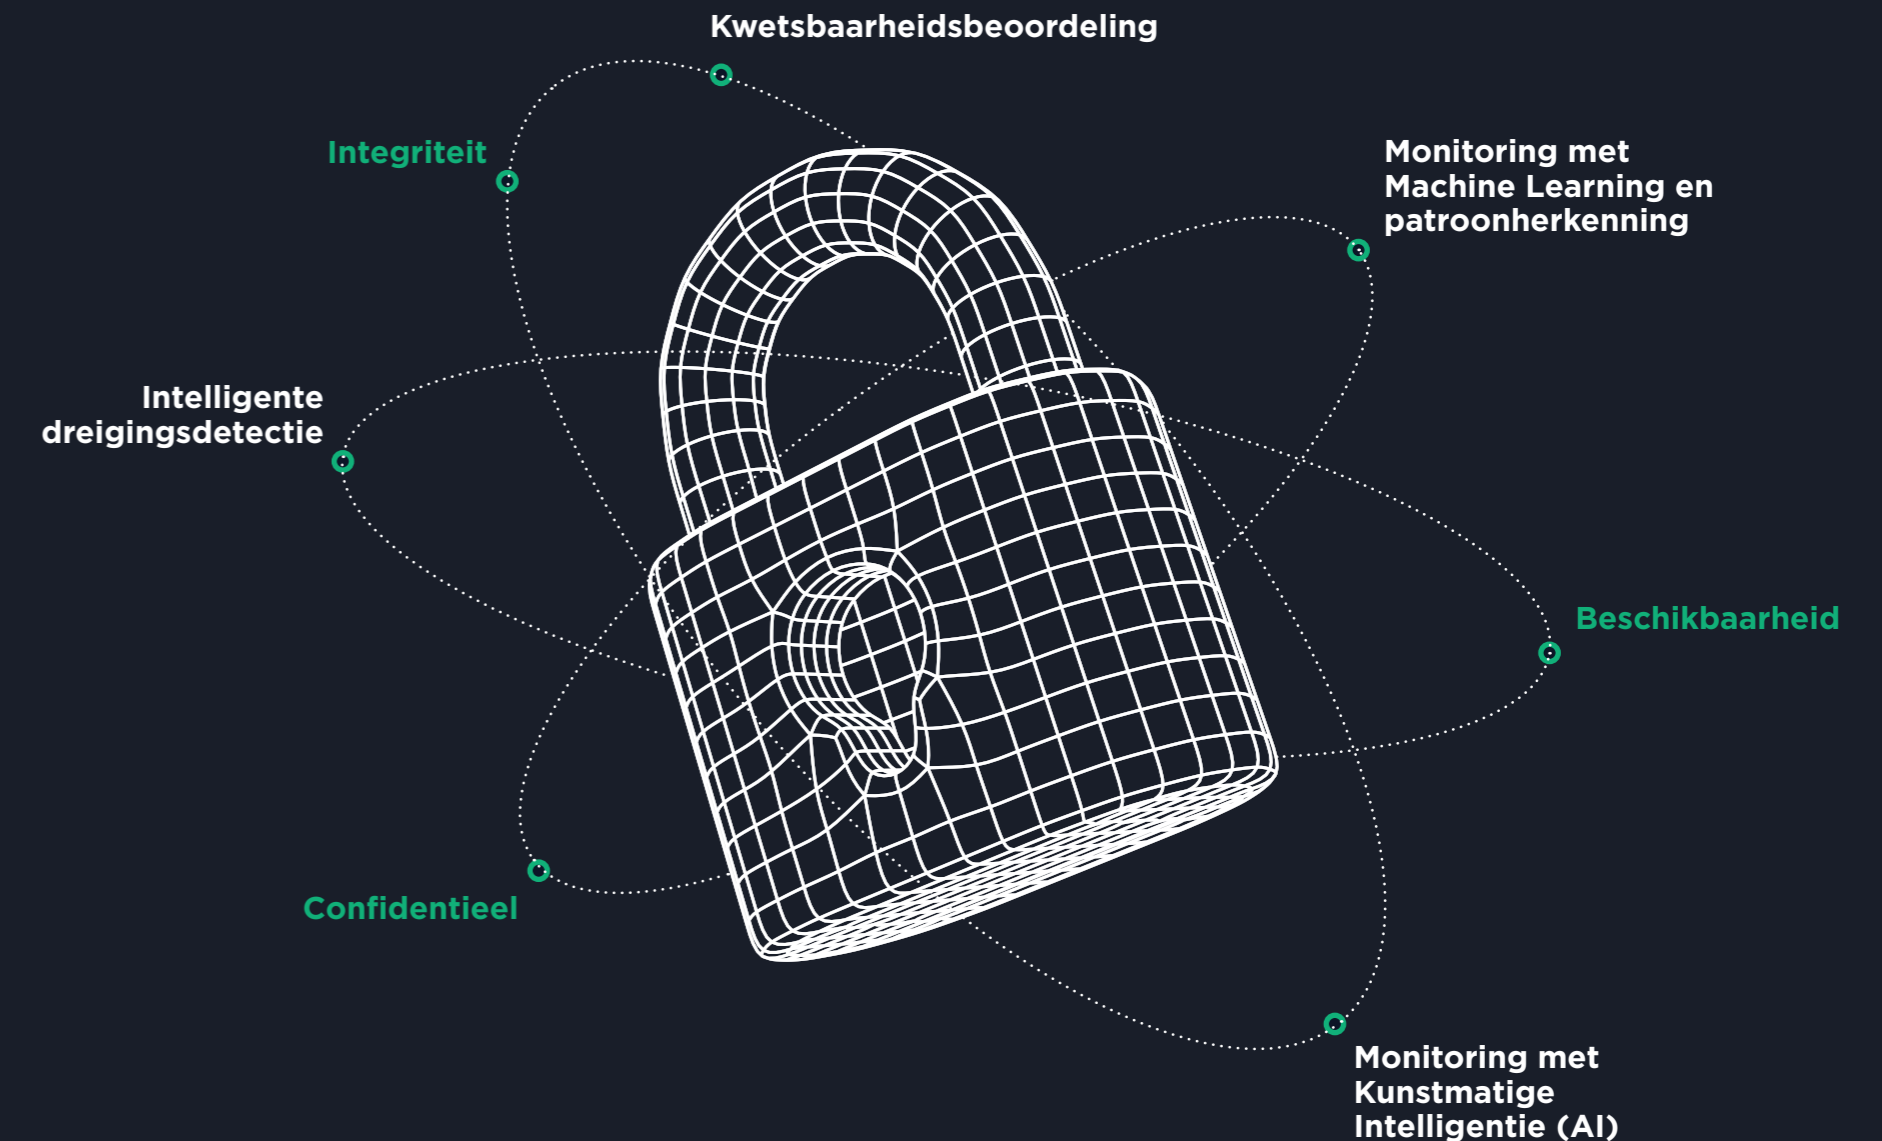 Kwetsbaarheidsbeoordeling
Integriteit
Monitoring met
Machine Learning en
patroonherkenning
Intelligente
dreigingsdetectie
Beschikbaarheid
Confidentieel
Monitoring met
Kunstmatige
Intelligentie (AI)